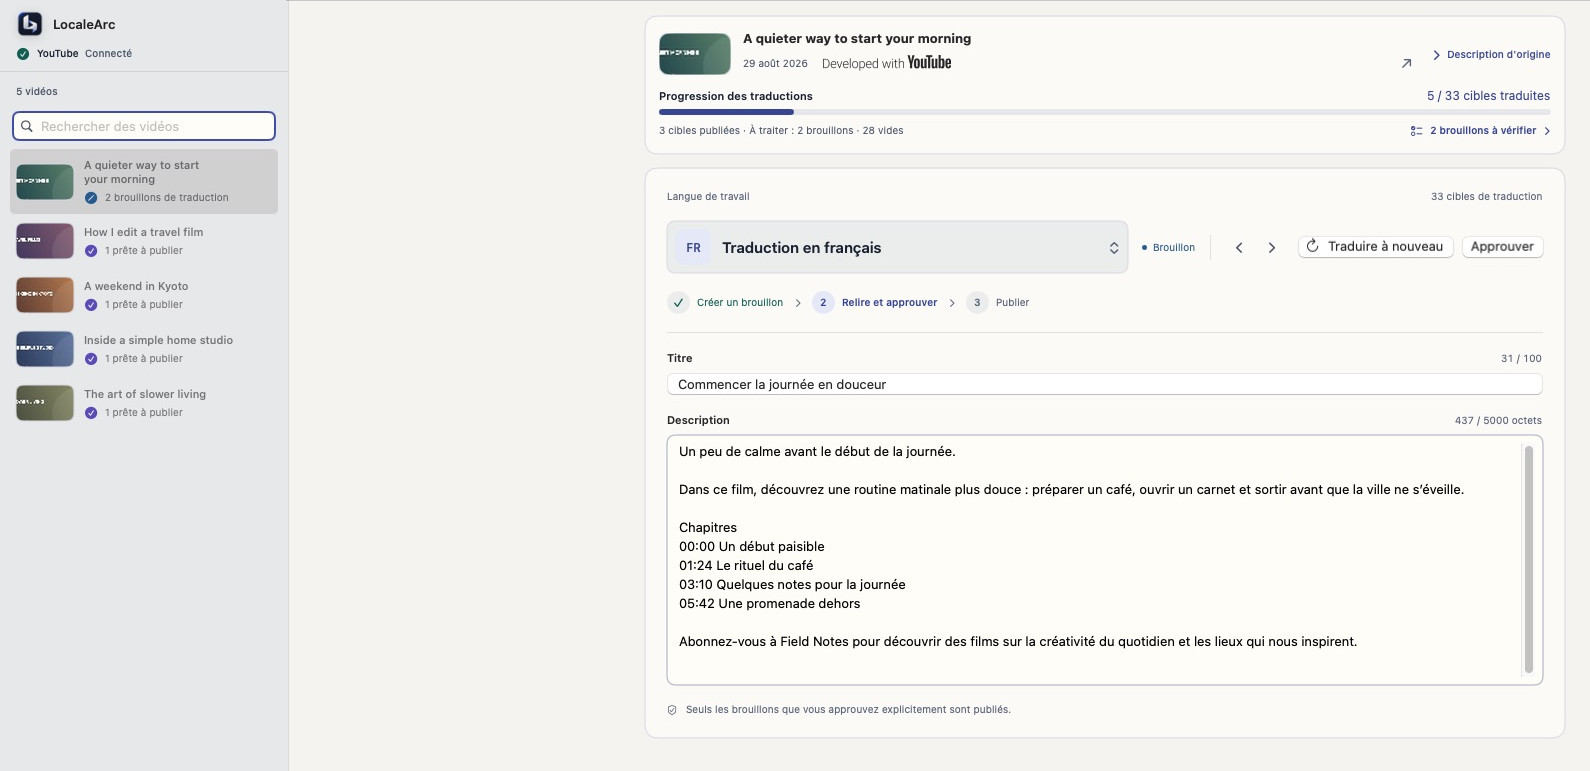 LocaleArc
YouTube Connecté
5 vidéos
Rechercher des vidéos
A quieter way to start
your morning
2 brouillons de traduction
How I edit a travel film
1 prête à publier
A weekend in Kyoto
1 prête à publier
Inside a simple home studio
1 prête à publier
The art of slower living
1 prête à publier
A quieter way to start your morning
29 août 2026 Developed with YouTube
Description d'origine
Progression des traductions
5 / 33 cibles traduites
3 cibles publiées · À traiter : 2 brouillons · 28 vides
2 brouillons à vérifier
Langue de travail
33 cibles de traduction
FR Traduction en français
Brouillon
Traduire à nouveau
Approuver
Créer un brouillon
2 Relire et approuver
3 Publier
Titre
31 / 100
Commencer la journée en douceur
Description
437 / 5000 octets
Un peu de calme avant le début de la journée.
Dans ce film, découvrez une routine matinale plus douce : préparer un café, ouvrir un carnet et sortir avant que la ville ne s’éveille.
Chapitres
00:00 Un début paisible
01:24 Le rituel du café
03:10 Quelques notes pour la journée
05:42 Une promenade dehors
Abonnez-vous à Field Notes pour découvrir des films sur la créativité du quotidien et les lieux qui nous inspirent.
Seuls les brouillons que vous approuvez explicitement sont publiés.